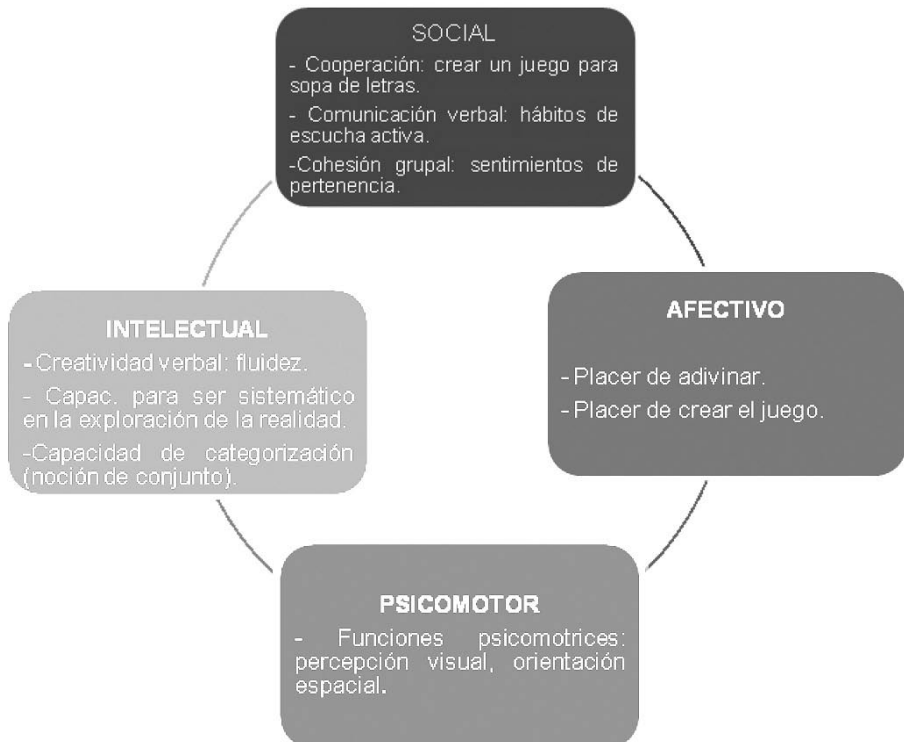 SOCIAL
- Cooperación: crear un juego para
sopa de letras.
- Comunicación verbal: hábitos de
escucha activa.
-Cohesión grupal: sentimientos de
pertenencia.
AFECTIVO
- Placer de adivinar.
- Placer de crear el juego.
PSICOMOTOR
- Funciones psicomotrices:
percepción visual, orientación
espacial.
INTELECTUAL
- Creatividad verbal: fluidez.
- Capac. para ser sistemático
en la exploración de la realidad.
-Capacidad de categorización
(noción de conjunto).